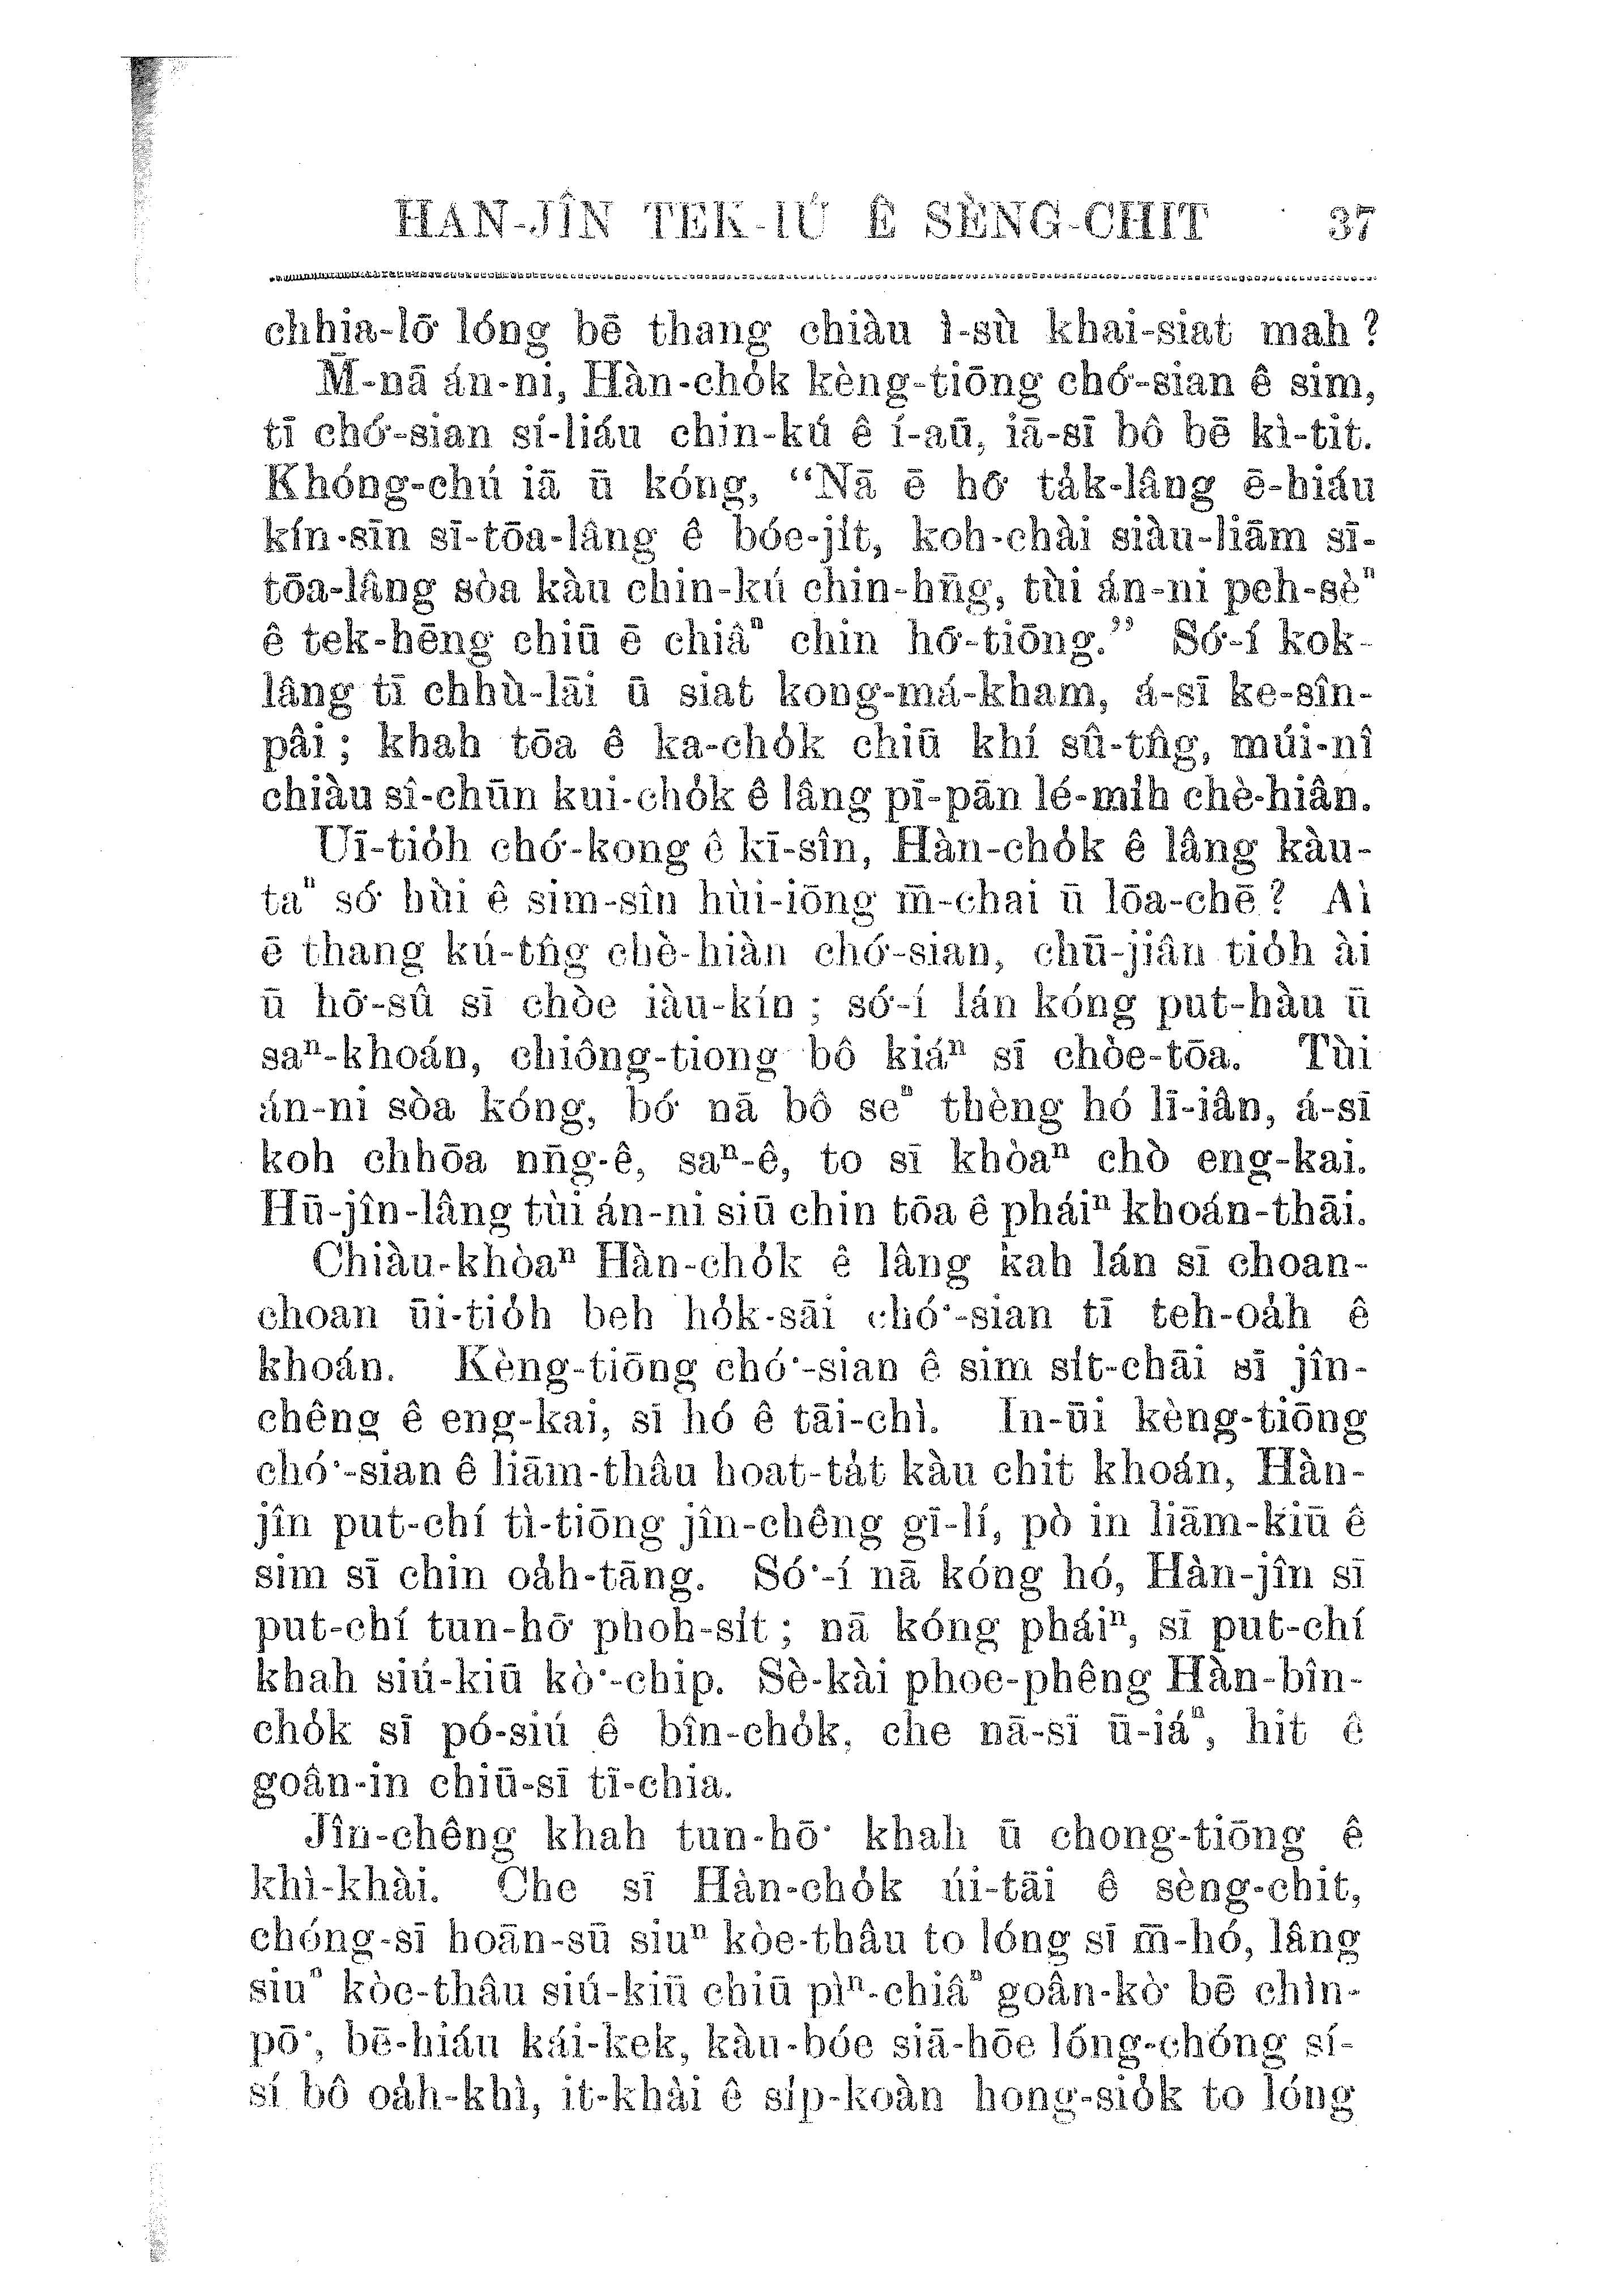 HAN-JÎN TEK-IÚ Ê SÈNG-CHIT 37
chhia-lō͘ lóng bē thang chiàu ì-sù khai-siat mah?
M̄-nā án-ni, Hàn-cho̍k kèng-tiōng chó͘-sian ê sim,
tī chó͘-sian sí-liáu chin-kú ê í-aū, iā-sī bô bē kì-tit.
Khóng-chú iā ū kóng, “Nā ē hō͘ ta̍k-lâng ē-hiáu
kín-sīn sī-tōa-lâng ê bóe-ji̍t, koh-chài siàu-liām sī-
tōa-lâng sòa kàu chin-kú chin-hn̄g, tùi án-ni peh-sèⁿ
ê tek-hēng chiū ē chiâⁿ chin hō͘-tiōng.” Só͘-í kok-
lâng tī chhù-lāi ū siat kong-má-kham, á-sī ke-sîn-
pâi; khah tōa ê ka-cho̍k chiū khí sû-tn̂g, múi-nî
chiàu sî-chūn kui-cho̍k ê lâng pī-pān lé-mi̍h chè-hiân.
Ūi-tio̍h chó͘-kong ê kī-sîn, Hàn-cho̍k ê lâng kàu-
taⁿ só͘ hùi ê sim-sîn hùi-iōng m̄-chai ū lōa-chē? Ài
ē thang kú-tn̂g chè-hiàn chó͘-sian, chū-jiân tio̍h ài
ū hō͘-sû sī chòe iàu-kín; só͘-í lán kóng put-hàu ū
saⁿ-khoán, chiông-tiong bô kiáⁿ sī chòe-tōa. Tùi
án-ni sòa kóng, bó͘ nā bô seⁿ thèng hó lī-iân, á-sī
koh chhōa nn̄g-ê, saⁿ-ê, to sī khòaⁿ chò eng-kai.
Hū-jîn-lâng tùi án-ni siū chin tōa ê pháiⁿ khoán-thāi.
Chiàu-khòaⁿ Hàn-cho̍k ê lâng kah lán sī choan-
choan ūi-tio̍h beh ho̍k-sāi chó͘-sian tī teh-oa̍h ê
khoán. Kèng-tiōng chó͘-sian ê sim si̍t-chāi sī jîn-
chêng ê eng-kai, sī hó ê tāi-chì. In-ūi kèng-tiōng
chó͘-sian ê liām-thâu hoat-ta̍t kàu chit khoán, Hàn-
jîn put-chí tì-tiōng jîn-chêng gī-lí, pò in liām-kiū ê
sim sī chin oa̍h-tāng. Só͘-í nā kóng hó, Hàn-jîn sī
put-chí tun-hō͘ phoh-si̍t; nā kóng pháiⁿ, sī put-chí
khah siú-kiū kò͘-chip. Sè-kài phoe-phêng Hàn-bîn-
cho̍k sī pó-siú ê bîn-cho̍k, che nā-sī ū-iáⁿ, hit ê
goân-in chiū-sī tī-chia.
Jîn-chêng khah tun-hō͘ khah ū chong-tiōng ê
khì-khài. Che sī Hàn-cho̍k úi-tāi ê sèng-chit,
chóng-sī hoān-sū siuⁿ kòe-thâu to lóng sī m̄-hó, lâng
siuⁿ kòe-thâu siú-kiū chiū pìⁿ-chiâⁿ goân-kò͘ bē chìn-
pō͘, bē-hiáu kái-kek, kàu-bóe siā-hōe lóng-chóng sí-
sí bô oa̍h-khì, it-khài ê si̍p-koàn hong-sio̍k to lóng